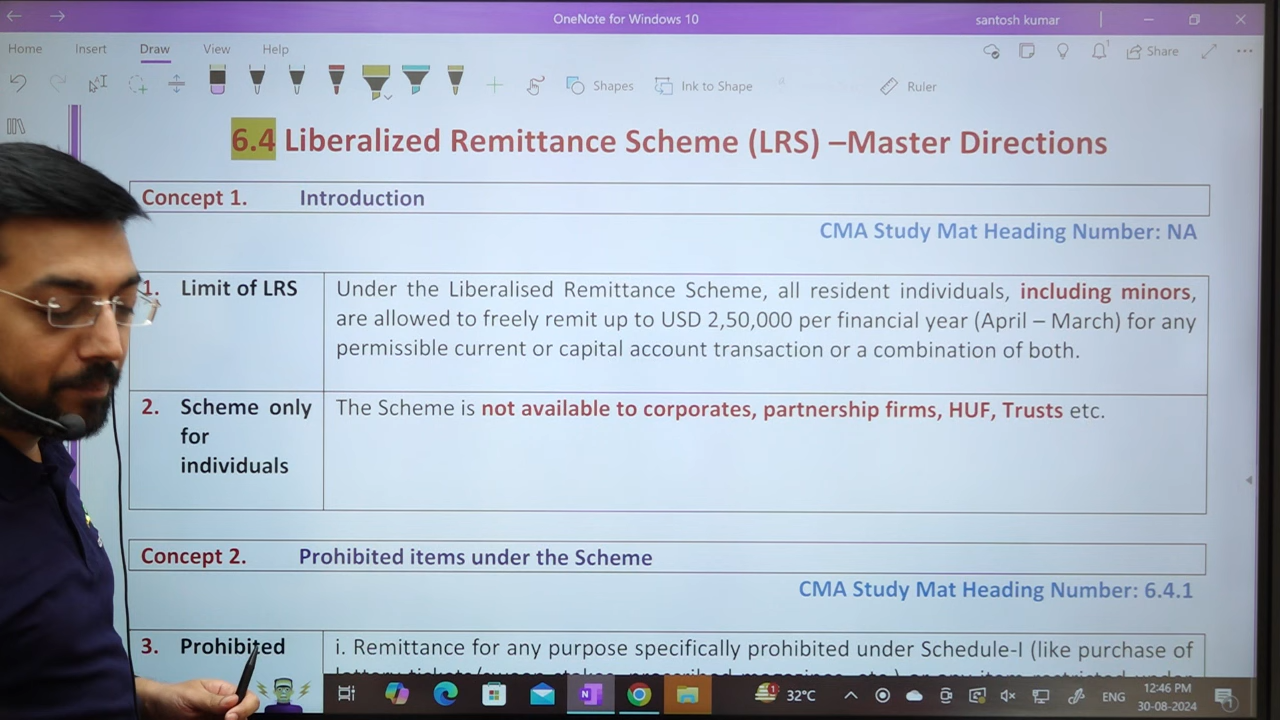 OneNote for Windows 10
santosh kumar
Home Insert Draw View Help
Share
Shapes Ink to Shape Ruler
6.4 Liberalized Remittance Scheme (LRS) –Master Directions
Concept 1. Introduction
CMA Study Mat Heading Number: NA
1. Limit of LRS
Under the Liberalised Remittance Scheme, all resident individuals, including minors,
are allowed to freely remit up to USD 2,50,000 per financial year (April – March) for any
permissible current or capital account transaction or a combination of both.
2. Scheme only
for
individuals
The Scheme is not available to corporates, partnership firms, HUF, Trusts etc.
Concept 2. Prohibited items under the Scheme
CMA Study Mat Heading Number: 6.4.1
3. Prohibited
i. Remittance for any purpose specifically prohibited under Schedule-I (like purchase of
32°C
ENG
12:46 PM
30-08-2024